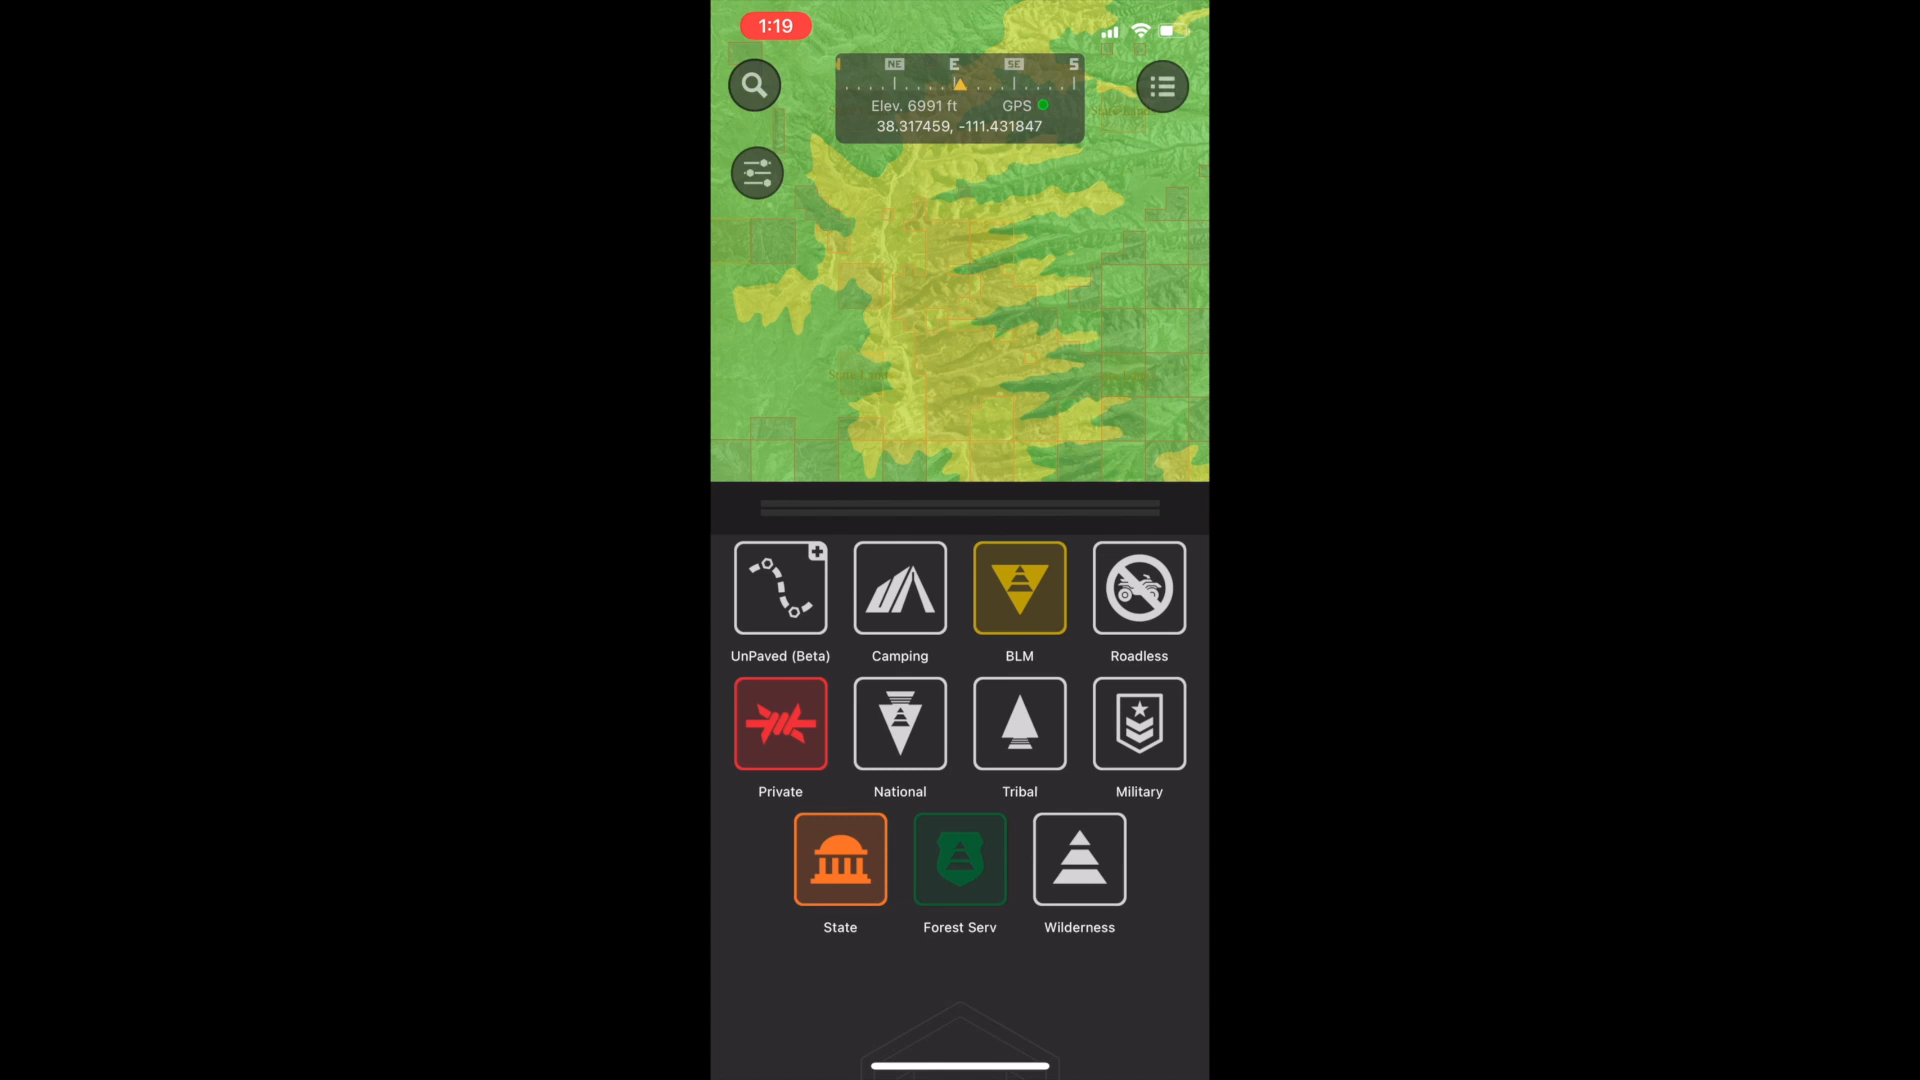 1:19
NE E SE S
Elev. 6991 ft GPS
38.317459, -111.431847
UnPaved (Beta) Camping BLM Roadless
Private National Tribal Military
State Forest Serv Wilderness